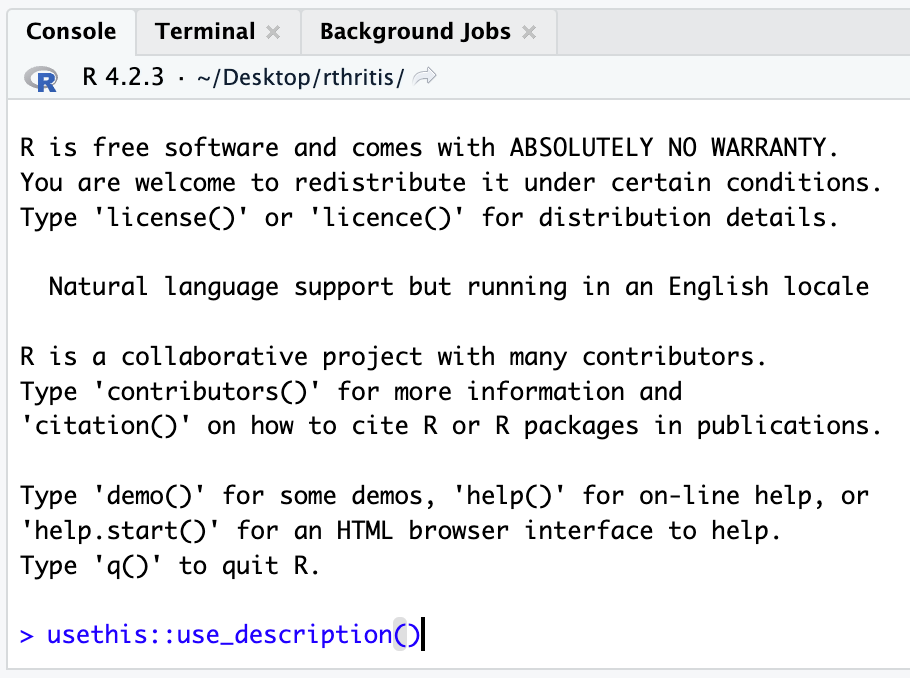 Console Terminal × Background Jobs ×
R R 4.2.3 · ~/Desktop/rthritis/
R is free software and comes with ABSOLUTELY NO WARRANTY.
You are welcome to redistribute it under certain conditions.
Type 'license()' or 'licence()' for distribution details.
Natural language support but running in an English locale
R is a collaborative project with many contributors.
Type 'contributors()' for more information and
'citation()' on how to cite R or R packages in publications.
Type 'demo()' for some demos, 'help()' for on-line help, or
'help.start()' for an HTML browser interface to help.
Type 'q()' to quit R.
> usethis::use_description()